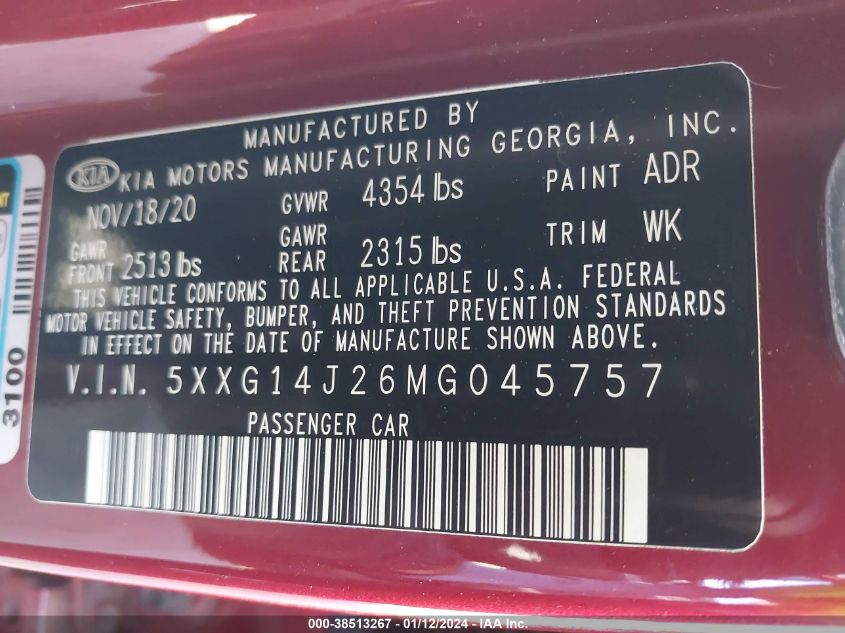 MANUFACTURED BY
KIA KIA MOTORS MANUFACTURING GEORGIA, INC.
NOV/18/20 GVWR 4354 lbs PAINT ADR
GAWR FRONT 2513 lbs GAWR REAR 2315 lbs TRIM WK
THIS VEHICLE CONFORMS TO ALL APPLICABLE U.S.A. FEDERAL
MOTOR VEHICLE SAFETY, BUMPER, AND THEFT PREVENTION STANDARDS
IN EFFECT ON THE DATE OF MANUFACTURE SHOWN ABOVE.
V.I.N. 5XXG14J26MG045757
PASSENGER CAR
3100
000-38513267 - 01/12/2024 - IAA Inc.